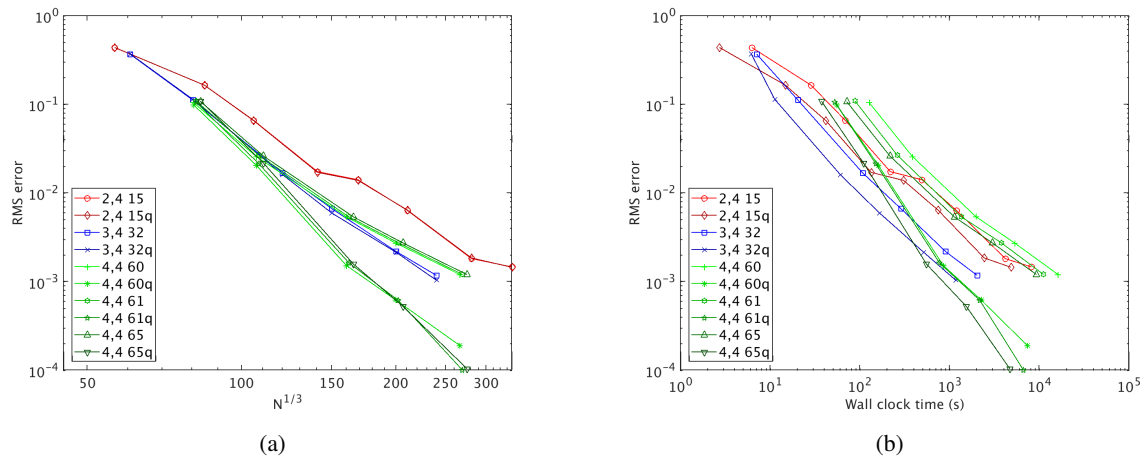 10^0
10^-1
10^-2
10^-3
10^-4
RMS error
2,4 15
2,4 15q
3,4 32
3,4 32q
4,4 60
4,4 60q
4,4 61
4,4 61q
4,4 65
4,4 65q
50 100 150 200 250 300
N^1/3
(a)
10^0
10^-1
10^-2
10^-3
10^-4
RMS error
2,4 15
2,4 15q
3,4 32
3,4 32q
4,4 60
4,4 60q
4,4 61
4,4 61q
4,4 65
4,4 65q
10^0 10^1 10^2 10^3 10^4 10^5
Wall clock time (s)
(b)